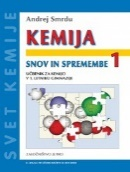 Andrej Smrdu
KEMIJA
SNOV IN SPREMEMBE 1
UČBENIK ZA KEMIJO
V 1. LETNIKU GIMNAZIJE
SVET KEMIJE